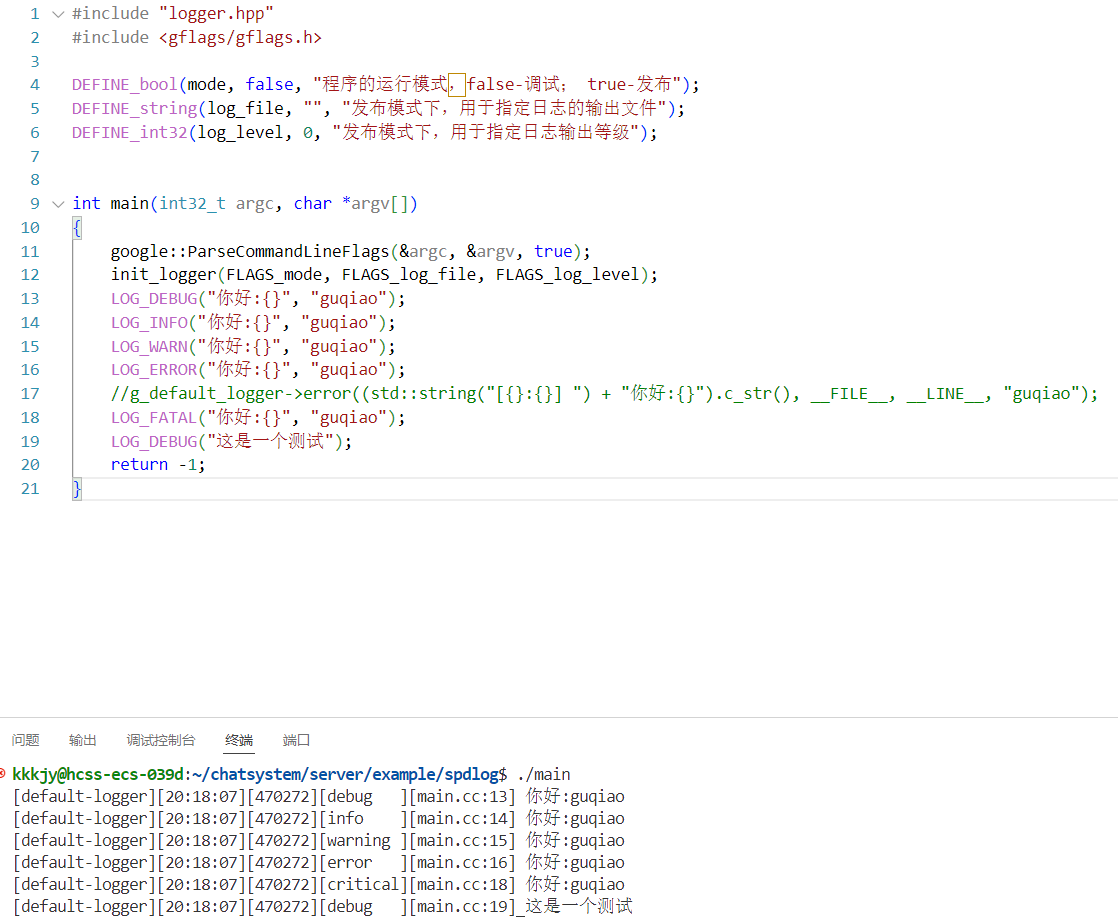 1 #include "logger.hpp"
2 #include <gflags/gflags.h>
3
4 DEFINE_bool(mode, false, "程序的运行模式，false-调试； true-发布");
5 DEFINE_string(log_file, "", "发布模式下，用于指定日志的输出文件");
6 DEFINE_int32(log_level, 0, "发布模式下，用于指定日志输出等级");
7
8
9 int main(int32_t argc, char *argv[])
10 {
11     google::ParseCommandLineFlags(&argc, &argv, true);
12     init_logger(FLAGS_mode, FLAGS_log_file, FLAGS_log_level);
13     LOG_DEBUG("你好:{}", "guqiao");
14     LOG_INFO("你好:{}", "guqiao");
15     LOG_WARN("你好:{}", "guqiao");
16     LOG_ERROR("你好:{}", "guqiao");
17     //g_default_logger->error((std::string("[{}:{}] ") + "你好:{}").c_str(), __FILE__, __LINE__, "guqiao");
18     LOG_FATAL("你好:{}", "guqiao");
19     LOG_DEBUG("这是一个测试");
20     return -1;
21 }
问题 输出 调试控制台 终端 端口
kkkjy@hcss-ecs-039d:~/chatsystem/server/example/spdlog$ ./main
[default-logger][20:18:07][470272][debug   ][main.cc:13] 你好:guqiao
[default-logger][20:18:07][470272][info    ][main.cc:14] 你好:guqiao
[default-logger][20:18:07][470272][warning ][main.cc:15] 你好:guqiao
[default-logger][20:18:07][470272][error   ][main.cc:16] 你好:guqiao
[default-logger][20:18:07][470272][critical][main.cc:18] 你好:guqiao
[default-logger][20:18:07][470272][debug   ][main.cc:19] 这是一个测试